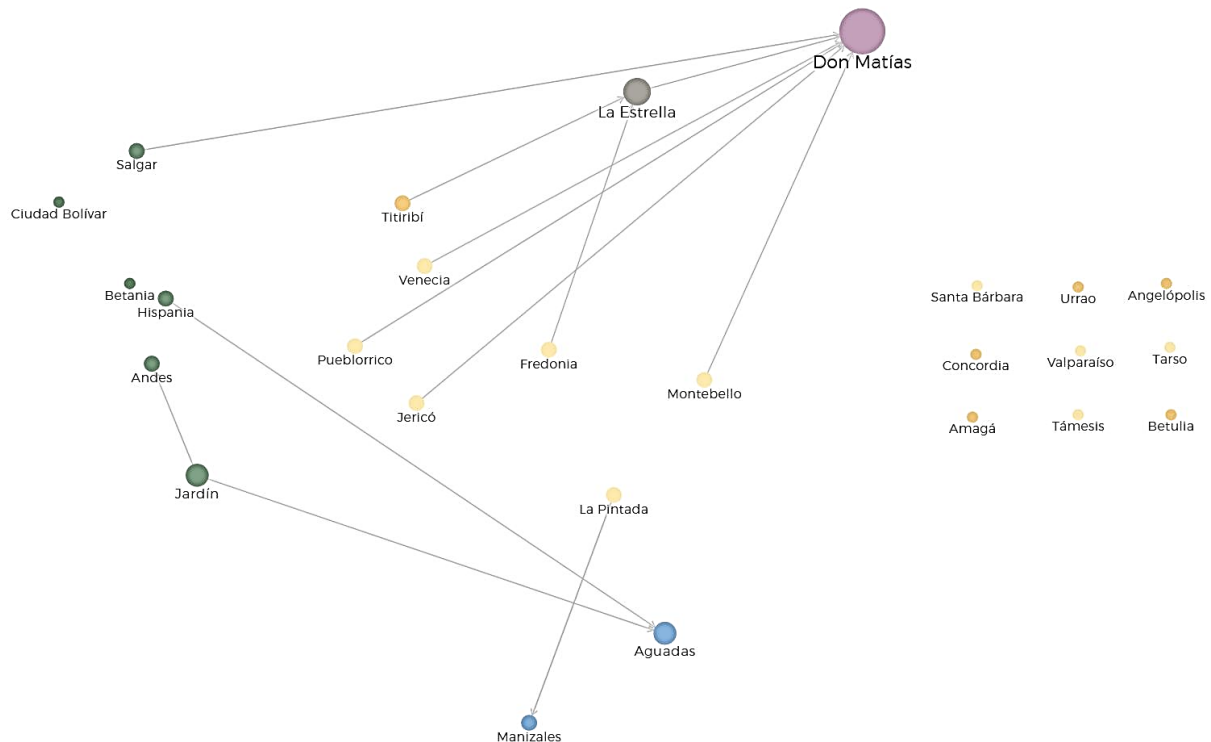 Don Matías
La Estrella
Salgar
Ciudad Bolívar
Titiribí
Venecia
Betania
Hispania
Santa Bárbara
Urrao
Angelópolis
Pueblorrico
Fredonia
Concordia
Valparaíso
Tarso
Andes
Montebello
Jericó
Amagá
Támesis
Betulia
Jardín
La Pintada
Aguadas
Manizales